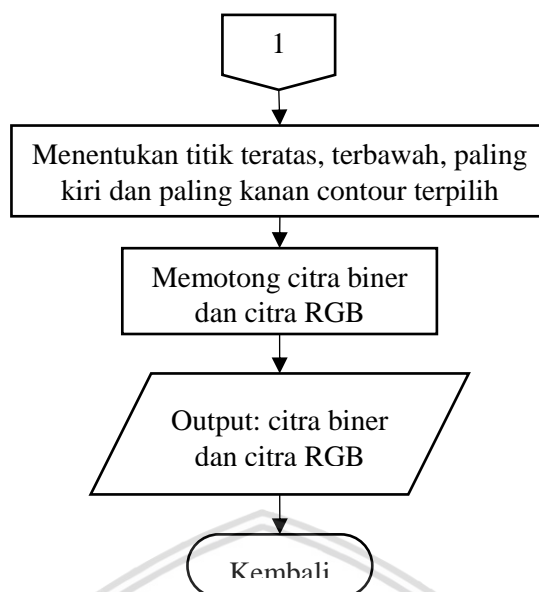 1
Menentukan titik teratas, terbawah, paling
kiri dan paling kanan contour terpilih
Memotong citra biner
dan citra RGB
Output: citra biner
dan citra RGB
Kembali